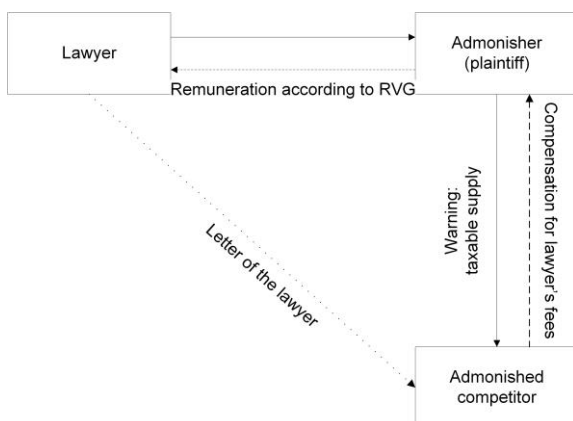 Lawyer
Admonisher
(plaintiff)
Remuneration according to RVG
Letter of the lawyer
Warning:
taxable supply
Compensation for lawyer's fees
Admonished
competitor